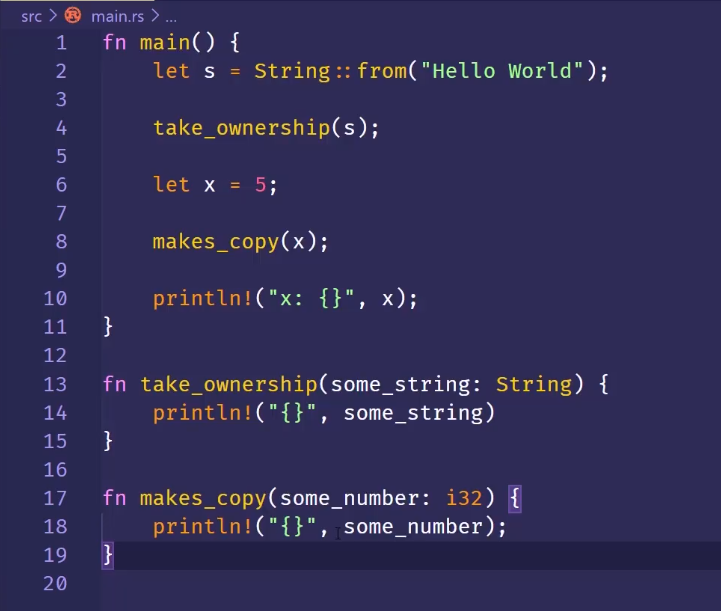 src > main.rs > ...
1 fn main() {
2     let s = String::from("Hello World");
3
4     take_ownership(s);
5
6     let x = 5;
7
8     makes_copy(x);
9
10     println!("x: {}", x);
11 }
12
13 fn take_ownership(some_string: String) {
14     println!("{}", some_string)
15 }
16
17 fn makes_copy(some_number: i32) {
18     println!("{}", some_number);
19 }
20